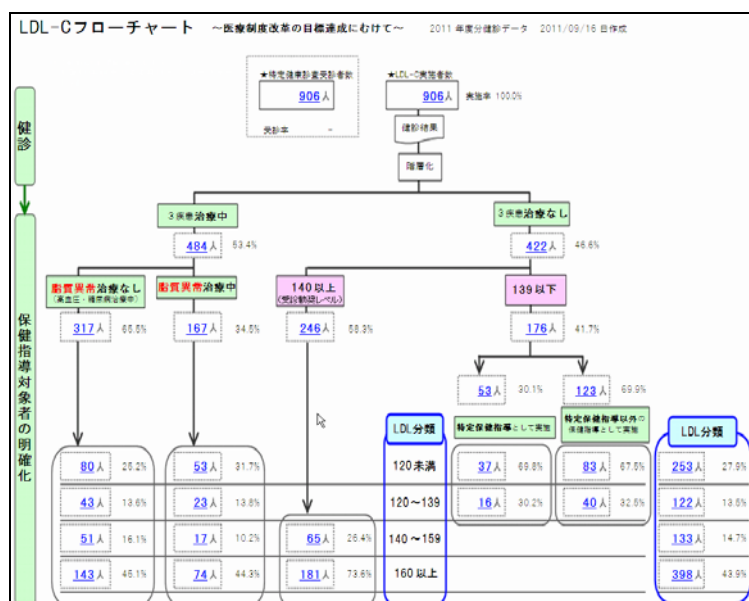 LDL-Cフローチャート ～医療制度改革の目標達成にむけて～ 2011年度分健診データ 2011/09/16 日作成
★特定健康診査受診者数 ★LDL-C実施者数
906人 906人 実施率 100.0%
受診率 -
健診結果
階層化
健診
保健指導対象者の明確化
3疾患治療中 3疾患治療なし
484人 53.4% 422人 46.6%
脂質異常治療なし 脂質異常治療中 140以上 139以下
(高血圧・糖尿病治療中) (受診勧奨レベル)
317人 65.5% 167人 34.5% 246人 58.3% 176人 41.7%
53人 30.1% 123人 69.9%
LDL分類 特定保健指導として実施 特定保健指導以外の LDL分類
保健指導として実施
80人 25.2% 53人 31.7% 120未満 37人 69.8% 83人 67.5% 253人 27.9%
43人 13.6% 23人 13.8% 120～139 16人 30.2% 40人 32.5% 122人 13.5%
51人 16.1% 17人 10.2% 65人 26.4% 140～159 133人 14.7%
143人 45.1% 74人 44.3% 181人 73.6% 160以上 398人 43.9%